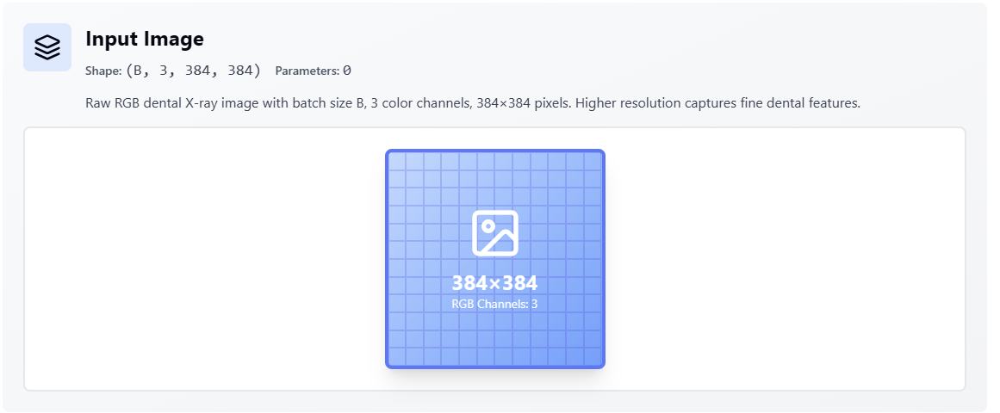 Input Image
Shape: (B, 3, 384, 384) Parameters: 0
Raw RGB dental X-ray image with batch size B, 3 color channels, 384×384 pixels. Higher resolution captures fine dental features.
384×384
RGB Channels: 3